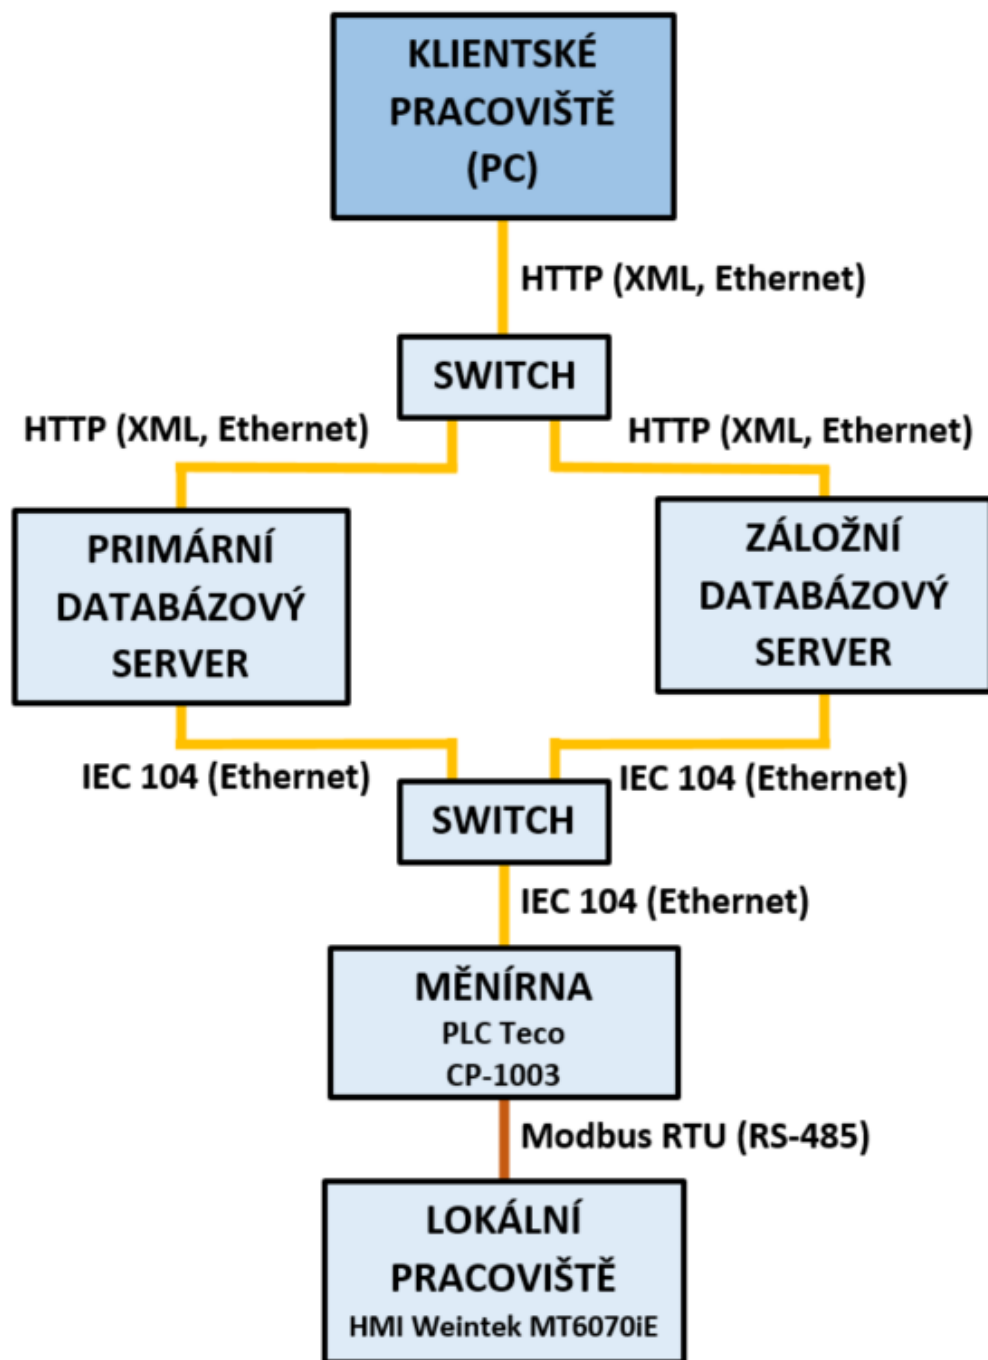 KLIENTSKÉ
PRACOVIŠTĚ
(PC)
HTTP (XML, Ethernet)
SWITCH
HTTP (XML, Ethernet)
HTTP (XML, Ethernet)
PRIMÁRNÍ
DATABÁZOVÝ
SERVER
ZÁLOŽNÍ
DATABÁZOVÝ
SERVER
IEC 104 (Ethernet)
IEC 104 (Ethernet)
SWITCH
IEC 104 (Ethernet)
MĚNÍRNA
PLC Teco
CP-1003
Modbus RTU (RS-485)
LOKÁLNÍ
PRACOVIŠTĚ
HMI Weintek MT6070iE